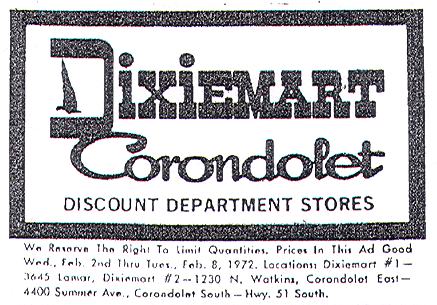 DIXIEMART
Corondolet
DISCOUNT DEPARTMENT STORES
We Reserve The Right To Limit Quantities. Prices In This Ad Good
Wed., Feb. 2nd Thru Tues., Feb. 8, 1972. Locations: Dixiemart #1—
3645 Lamar, Dixiemart #2—1230 N. Watkins, Corondolet East—
4400 Summer Ave., Corondolet South—Hwy. 51 South.